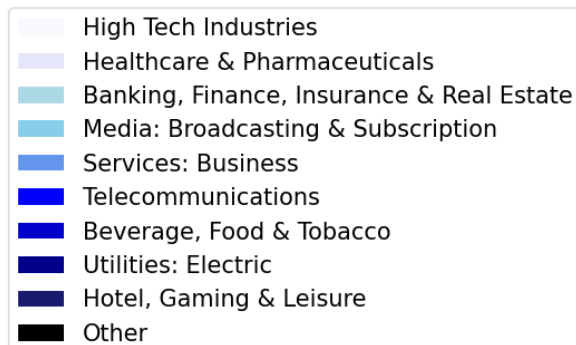 High Tech Industries
Healthcare & Pharmaceuticals
Banking, Finance, Insurance & Real Estate
Media: Broadcasting & Subscription
Services: Business
Telecommunications
Beverage, Food & Tobacco
Utilities: Electric
Hotel, Gaming & Leisure
Other